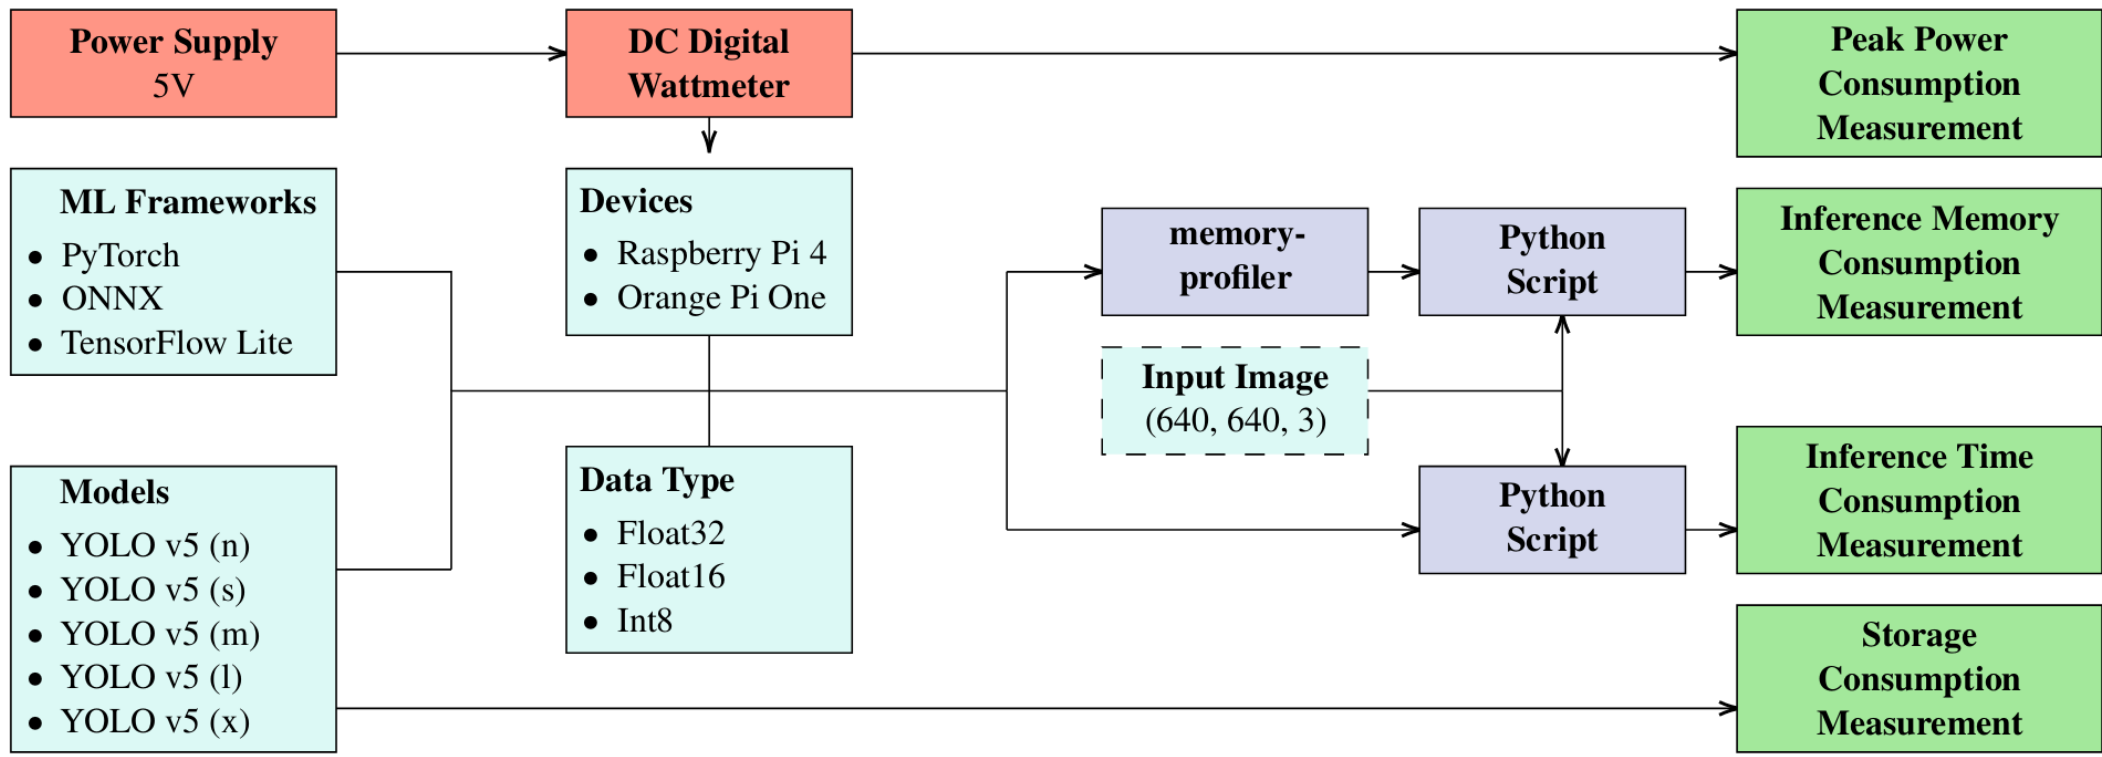 Power Supply
5V
DC Digital
Wattmeter
Peak Power
Consumption
Measurement
ML Frameworks
• PyTorch
• ONNX
• TensorFlow Lite
Devices
• Raspberry Pi 4
• Orange Pi One
memory-
profiler
Python
Script
Inference Memory
Consumption
Measurement
Input Image
(640, 640, 3)
Models
• YOLO v5 (n)
• YOLO v5 (s)
• YOLO v5 (m)
• YOLO v5 (l)
• YOLO v5 (x)
Data Type
• Float32
• Float16
• Int8
Python
Script
Inference Time
Consumption
Measurement
Storage
Consumption
Measurement